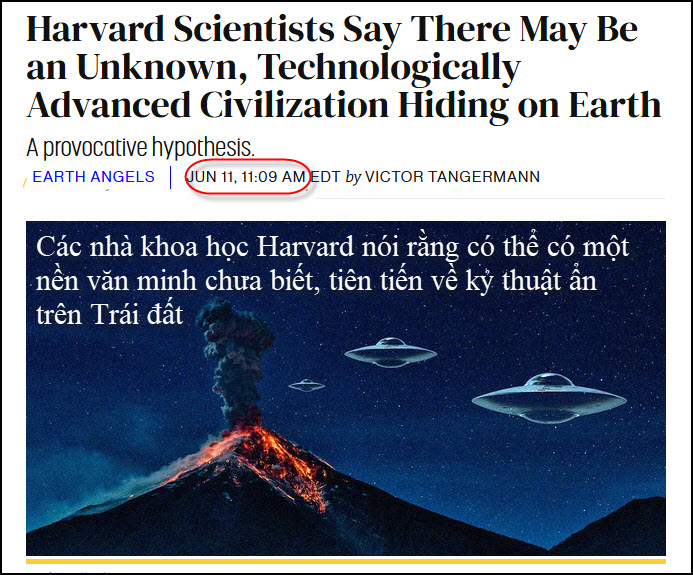 Harvard Scientists Say There May Be
an Unknown, Technologically
Advanced Civilization Hiding on Earth
A provocative hypothesis.
/ EARTH ANGELS | JUN 11, 11:09 AM EDT by VICTOR TANGERMANN
Các nhà khoa học Harvard nói rằng có thể có một
nền văn minh chưa biết, tiên tiến về kỷ thuật ẩn
trên Trái đất